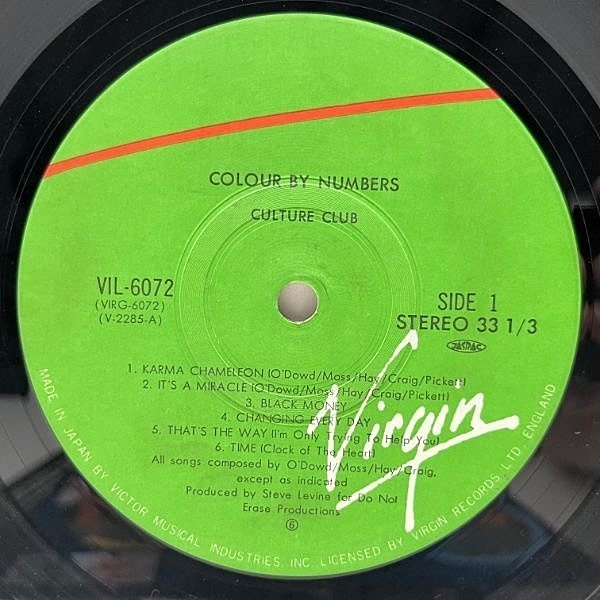 COLOUR BY NUMBERS
CULTURE CLUB
VIL-6072
(VIRG-6072)
(V-2285-A)
SIDE 1
STEREO 33 1/3
JASRAC
1. KARMA CHAMELEON (O'Dowd/Moss/Hay/Craig/Pickett)
2. IT'S A MIRACLE (O'Dowd/Moss/Hay/Craig/Pickett)
3. BLACK MONEY
4. CHANGING EVERY DAY
5. THAT'S THE WAY (I'm Only Trying To Help You)
6. TIME (Clock of The Heart)
All songs composed by O'Dowd/Moss/Hay/Craig,
except as indicated
Produced by Steve Levine for Do Not
Erase Productions
6
Virgin
MADE IN JAPAN BY VICTOR MUSICAL INDUSTRIES, INC. LICENSED BY VIRGIN RECORDS LTD., ENGLAND